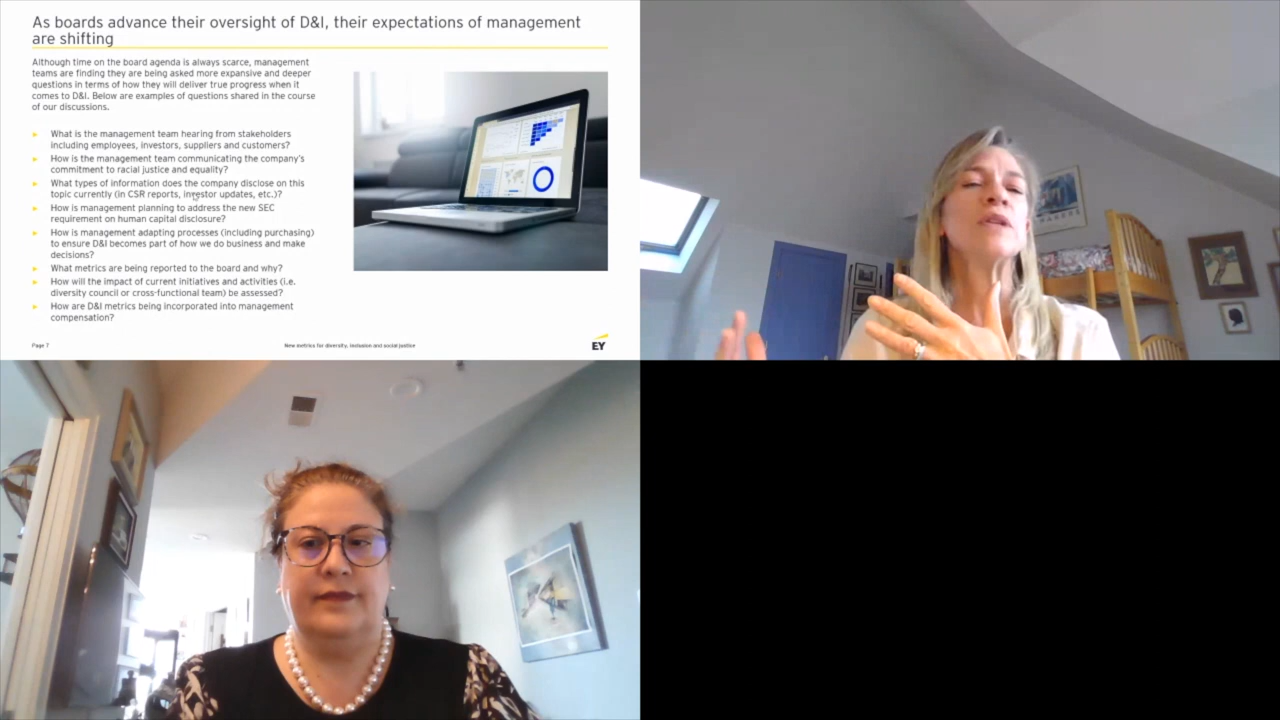 As boards advance their oversight of D&I, their expectations of management
are shifting
Although time on the board agenda is always scarce, management
teams are finding they are being asked more expansive and deeper
questions in terms of how they will deliver true progress when it
comes to D&I. Below are examples of questions shared in the course
of our discussions.
► What is the management team hearing from stakeholders
including employees, investors, suppliers and customers?
► How is the management team communicating the company's
commitment to racial justice and equality?
► What types of information does the company disclose on this
topic currently (in CSR reports, investor updates, etc.)?
► How is management planning to address the new SEC
requirement on human capital disclosure?
► How is management adapting processes (including purchasing)
to ensure D&I becomes part of how we do business and make
decisions?
► What metrics are being reported to the board and why?
► How will the impact of current initiatives and activities (i.e.
diversity council or cross-functional team) be assessed?
► How are D&I metrics being incorporated into management
compensation?
Page 7
New metrics for diversity, inclusion and social justice
EY